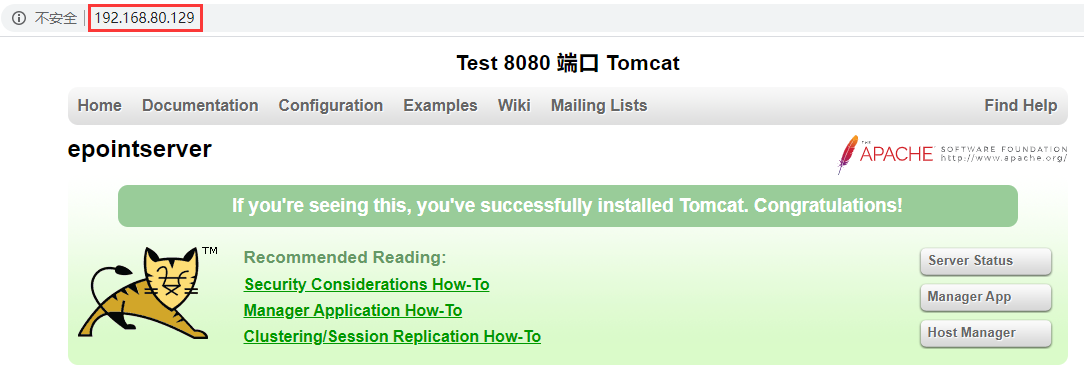 不安全 192.168.80.129
Test 8080 端口 Tomcat
Home Documentation Configuration Examples Wiki Mailing Lists Find Help
epointserver
THE APACHE SOFTWARE FOUNDATION
http://www.apache.org/
If you're seeing this, you've successfully installed Tomcat. Congratulations!
TM
Recommended Reading:
Security Considerations How-To
Manager Application How-To
Clustering/Session Replication How-To
Server Status
Manager App
Host Manager